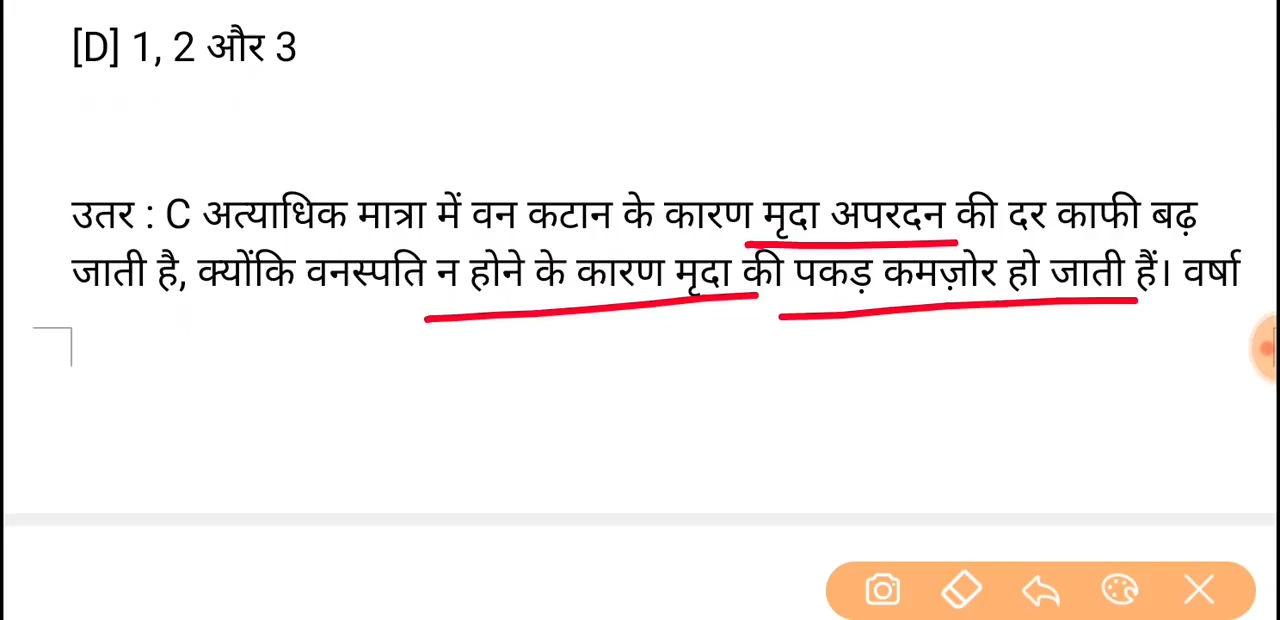 [D] 1, 2 और 3
उतर : C अत्याधिक मात्रा में वन कटान के कारण मृदा अपरदन की दर काफी बढ़
जाती है, क्योंकि वनस्पति न होने के कारण मृदा की पकड़ कमज़ोर हो जाती हैं। वर्षा